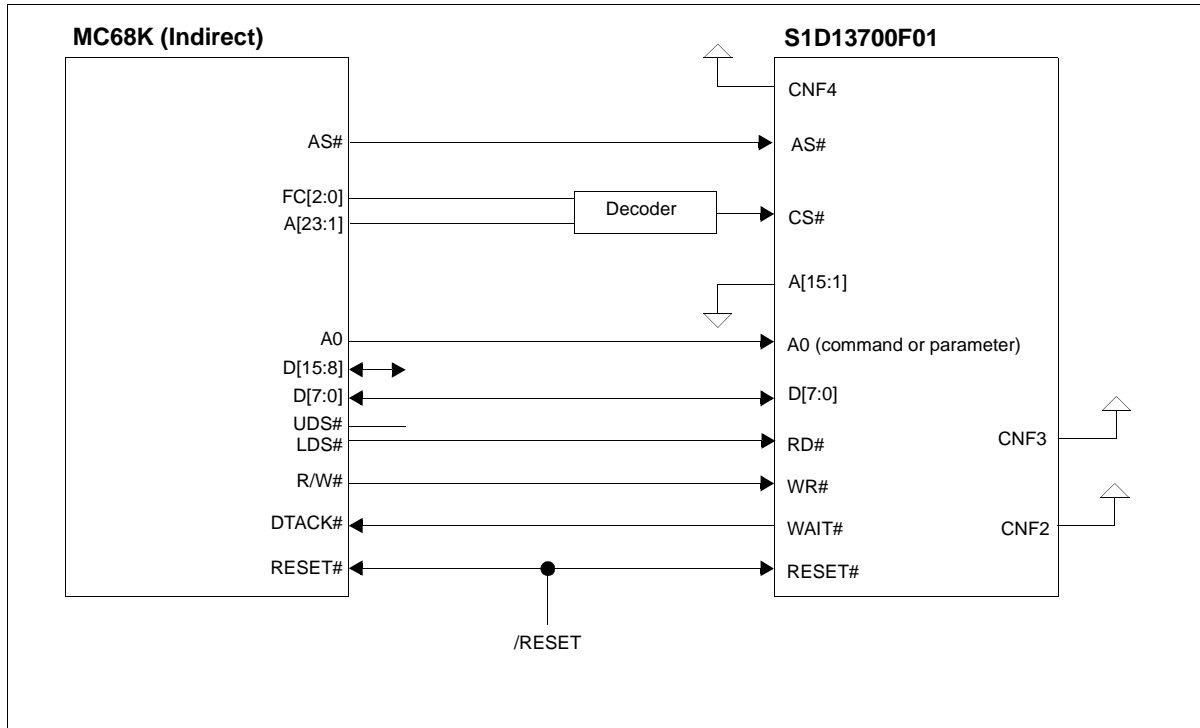 MC68K (Indirect)
S1D13700F01
CNF4
AS#
AS#
FC[2:0]
Decoder
CS#
A[23:1]
A[15:1]
A0
A0 (command or parameter)
D[15:8]
D[7:0]
D[7:0]
UDS#
LDS#
RD#
CNF3
R/W#
WR#
DTACK#
WAIT#
CNF2
RESET#
RESET#
/RESET